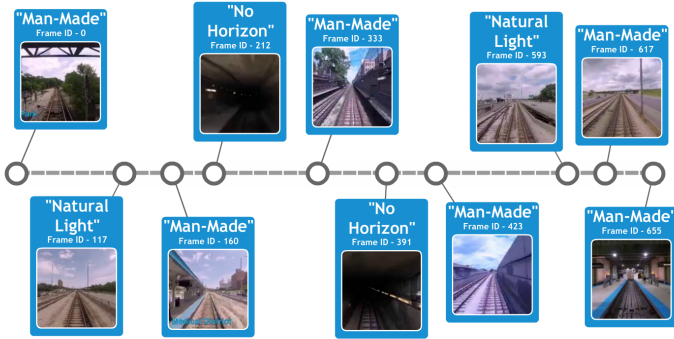 "Man-Made"
Frame ID - 0
"Natural
Light"
Frame ID - 117
"Man-Made"
Frame ID - 160
"No
Horizon"
Frame ID - 212
"Man-Made"
Frame ID - 333
"No
Horizon"
Frame ID - 391
"Man-Made"
Frame ID - 423
"Natural
Light"
Frame ID - 593
"Man-Made"
Frame ID - 617
"Man-Made"
Frame ID - 655